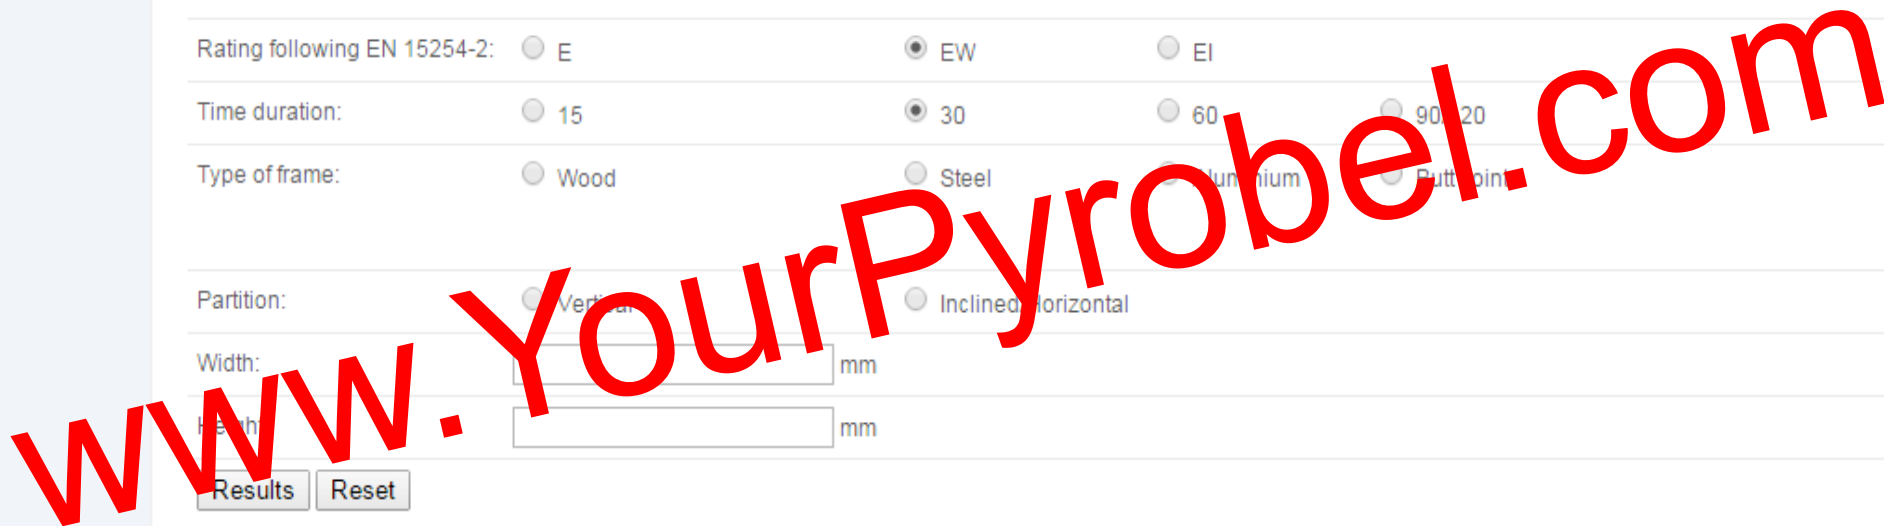 Rating following EN 15254-2: E EW EI
Time duration: 15 30 60
Type of frame: Wood Steel
Partition: Inclined
Width: mm
mm
Results Reset
www.YourPyrobel.com